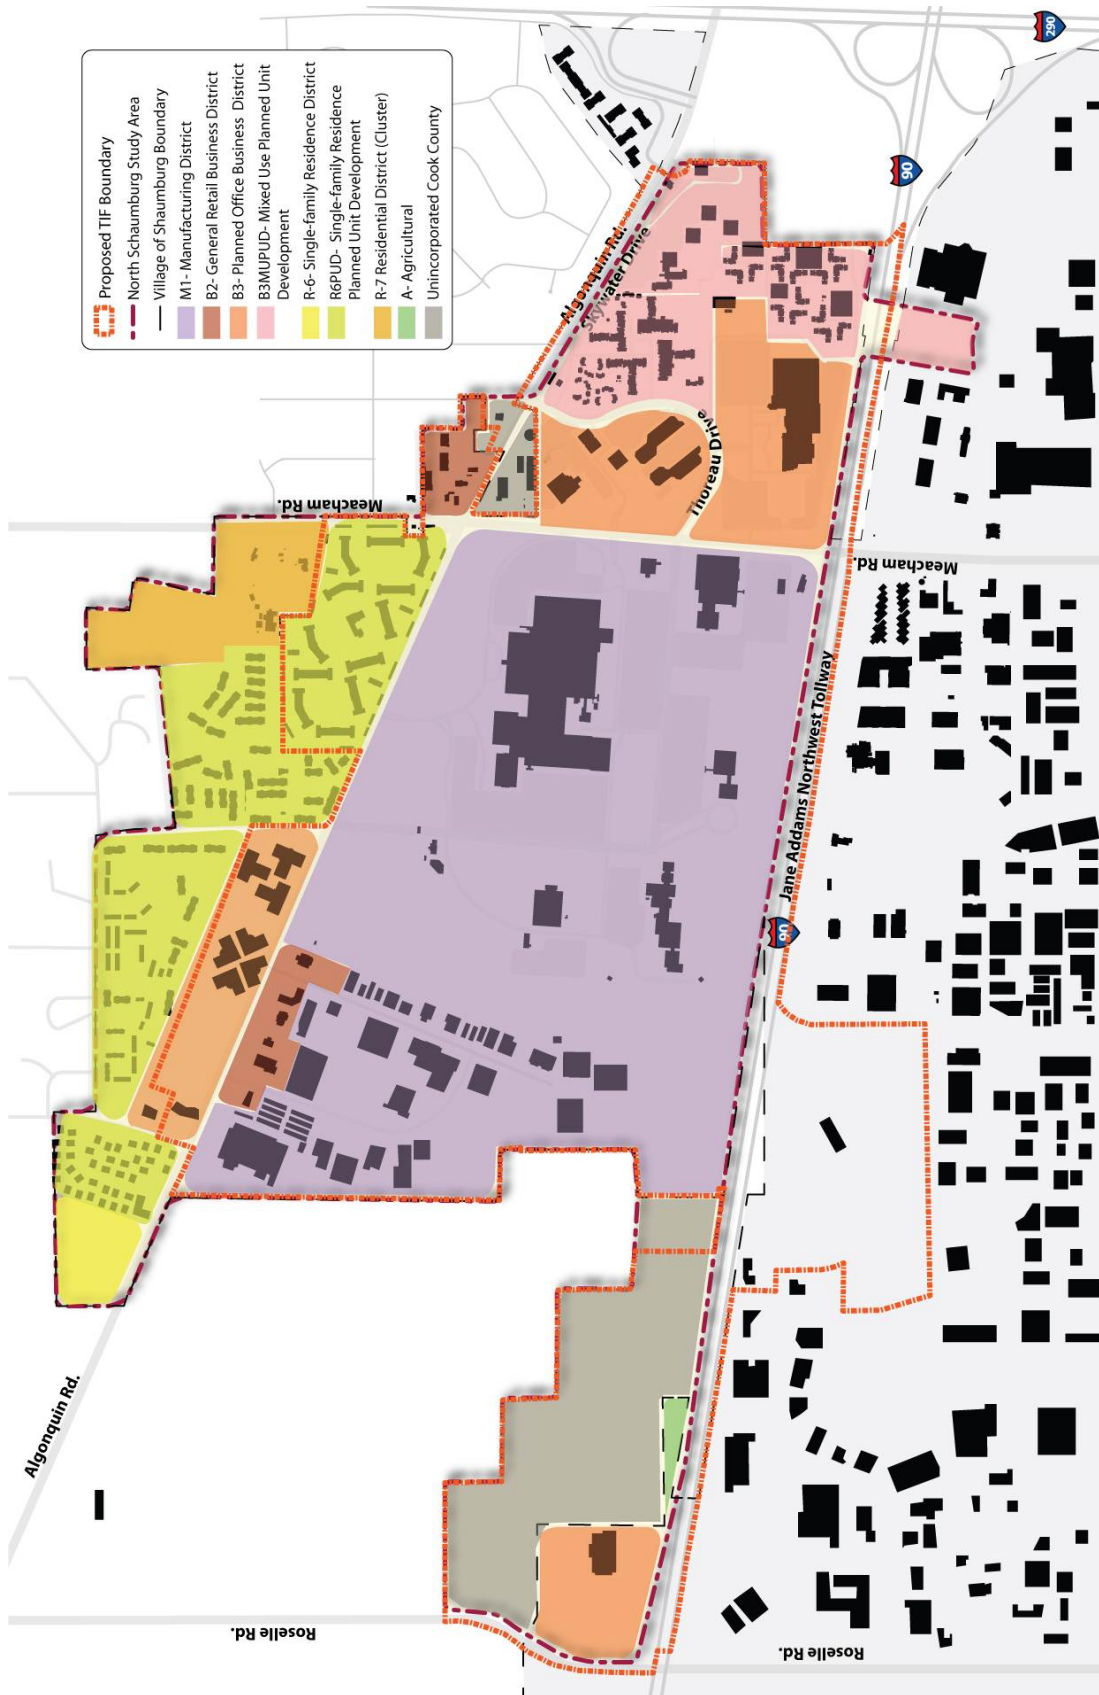 Proposed TIF Boundary
North Schaumburg Study Area
Village of Shaumburg Boundary
M1- Manufacturing District
B2- General Retail Business District
B3- Planned Office Business District
B3MUPUD- Mixed Use Planned Unit
Development
R-6- Single-family Residence District
R6PUD- Single-family Residence
Planned Unit Development
R-7 Residential District (Cluster)
A- Agricultural
Unincorporated Cook County
290
90
Algonquin Rd.
Skywater Drive
Meacham Rd.
Thoreau Drive
Meacham Rd.
Jane Addams Northwest Tollway
90
Algonquin Rd.
Roselle Rd.
Roselle Rd.